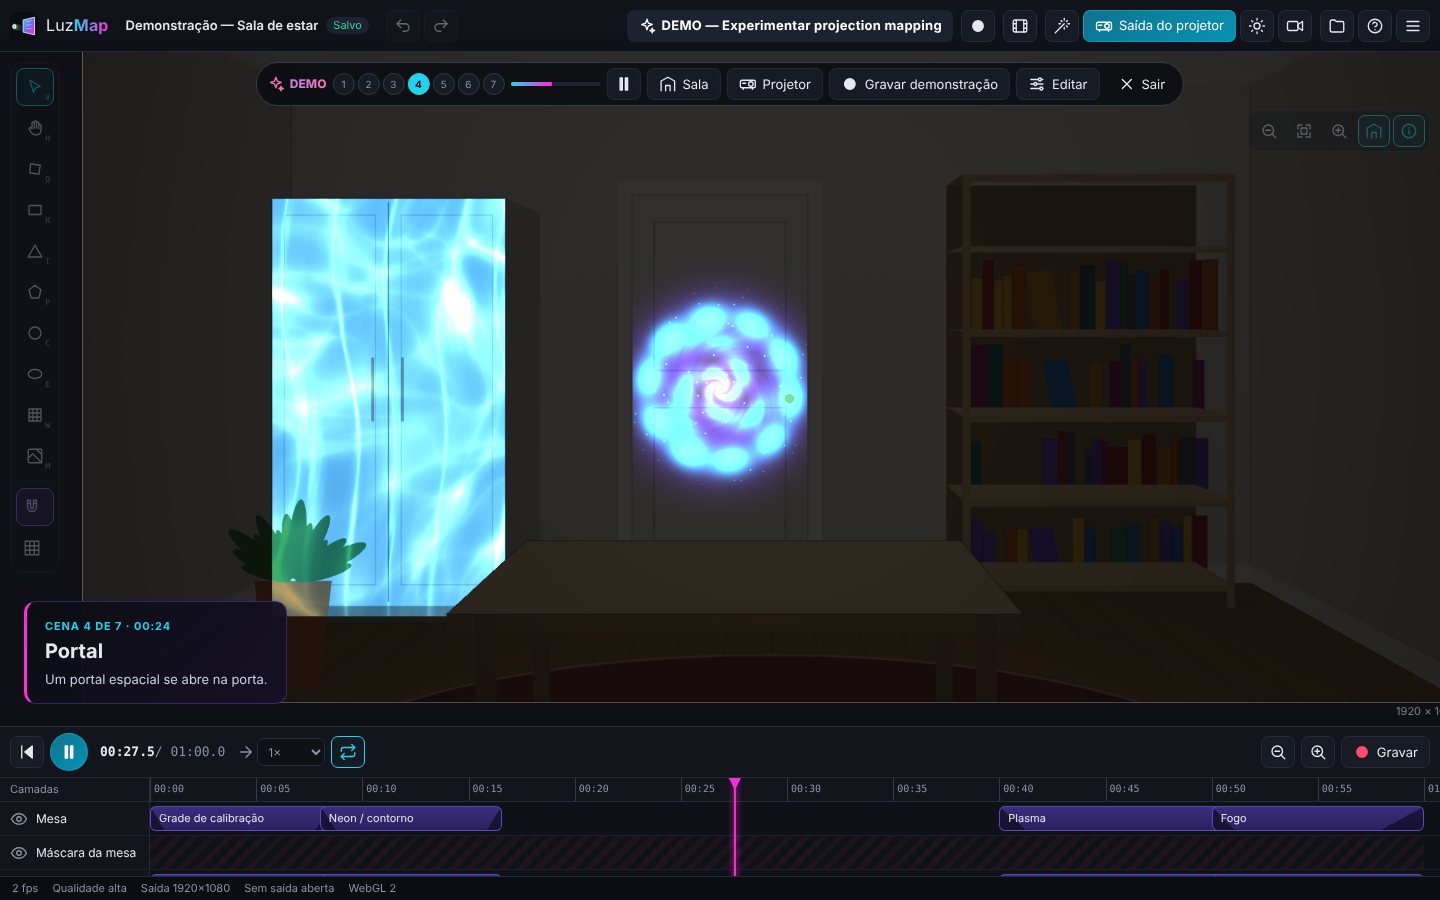 LuzMap Demonstração — Sala de estar Salvo DEMO — Experimentar projection mapping Saída do projetor
DEMO 1 2 3 4 5 6 7 Sala Projetor Gravar demonstração Editar Sair
V
H
Q
R
T
P
C
E
W
M
CENA 4 DE 7 · 00:24
Portal
Um portal espacial se abre na porta.
1920 × 1
00:27.5 / 01:00.0 1× Gravar
Camadas 00:00 00:05 00:10 00:15 00:20 00:25 00:30 00:35 00:40 00:45 00:50 00:55 01
Mesa Grade de calibração Neon / contorno Plasma Fogo
Máscara da mesa
2 fps Qualidade alta Saída 1920×1080 Sem saída aberta WebGL 2